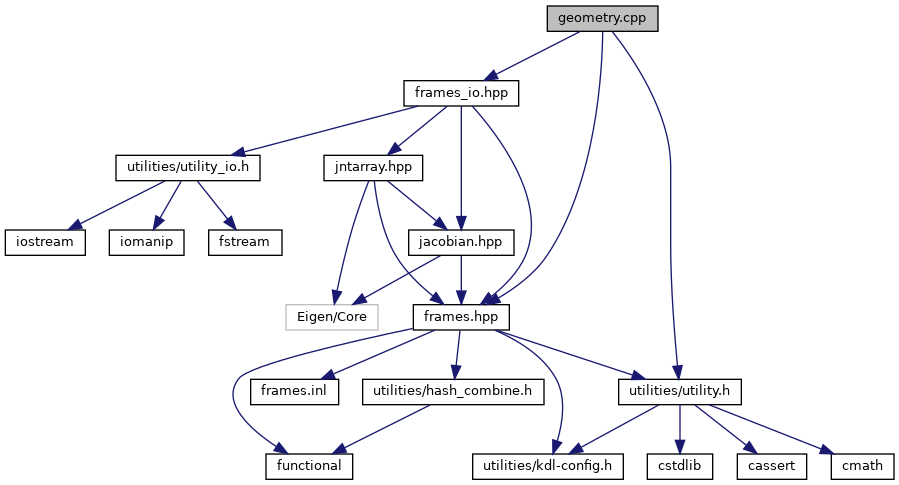 geometry.cpp
frames_io.hpp
utilities/utility_io.h
jntarray.hpp
iostream
iomanip
fstream
jacobian.hpp
Eigen/Core
frames.hpp
frames.inl
utilities/hash_combine.h
utilities/utility.h
functional
utilities/kdl-config.h
cstdlib
cassert
cmath